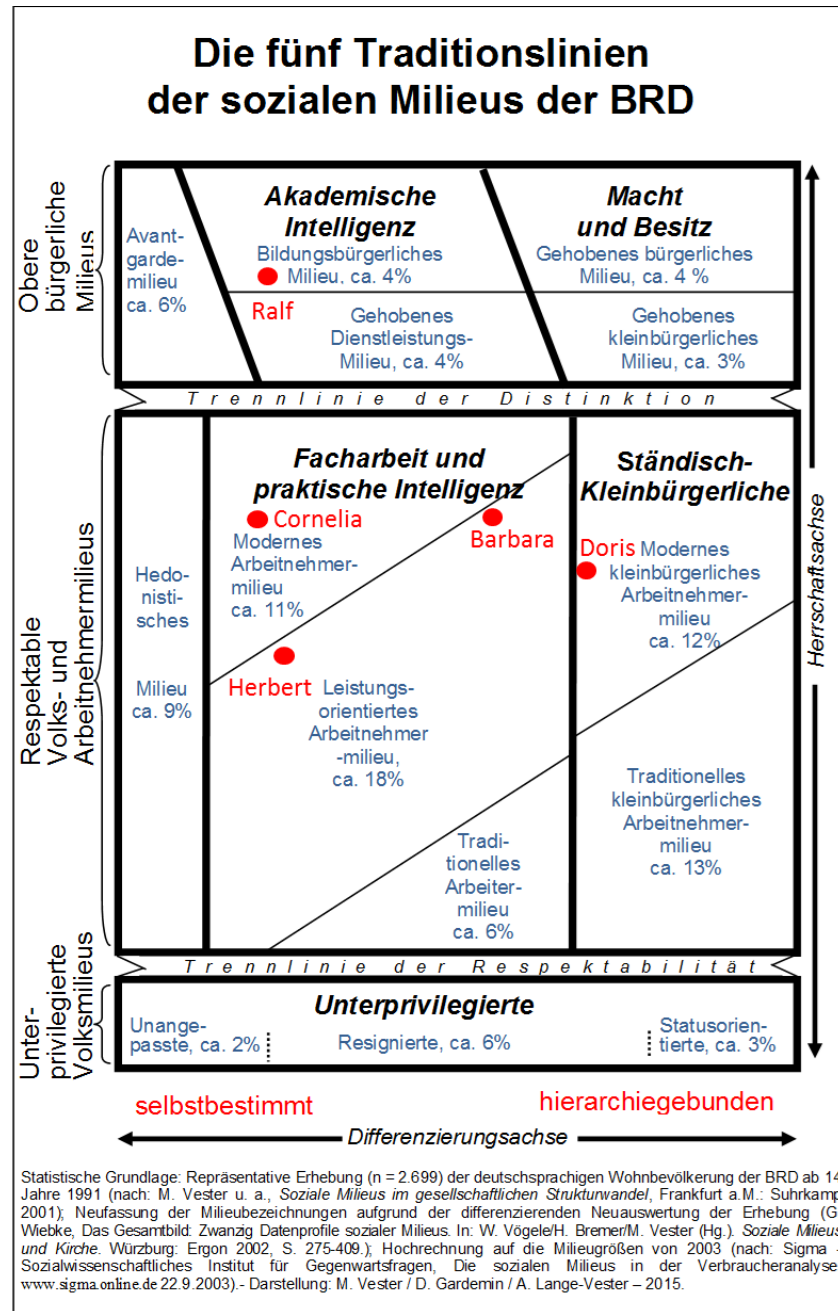 Die fünf Traditionslinien
der sozialen Milieus der BRD
Obere
bürgerliche
Milieus
Avant-
garde-
milieu
ca. 6%
Akademische
Intelligenz
Bildungsbürgerliches
Milieu, ca. 4%
Ralf
Gehobenes
Dienstleistungs-
Milieu, ca. 4%
Macht
und Besitz
Gehobenes bürgerliches
Milieu, ca. 4 %
Gehobenes
kleinbürgerliches
Milieu, ca. 3%
Trennlinie der Distinktion
Respektable
Volks- und
Arbeitnehmermilieus
Hedo-
nisti-
sches
Milieu
ca. 9%
Facharbeit und
praktische Intelligenz
Cornelia
Modernes
Arbeitnehmer-
milieu
ca. 11%
Barbara
Herbert
Leistungs-
orientiertes
Arbeitnehmer
-milieu,
ca. 18%
Tradi-
tionelles
Arbeiter-
milieu
ca. 6%
Ständisch-
Kleinbürgerliche
Doris
Modernes
kleinbürgerliches
Arbeitnehmer-
milieu
ca. 12%
Traditionelles
kleinbürgerliches
Arbeitnehmer-
milieu
ca. 13%
Herrschaftsachse
Trennlinie der Respektabilität
Unter-
privilegierte
Volksmilieus
Unterprivilegierte
Unange-
passte, ca. 2%
Resignierte, ca. 6%
Statusorien-
tierte, ca. 3%
selbstbestimmt
hierarchiegebunden
Differenzierungsachse
Statistische Grundlage: Repräsentative Erhebung (n = 2.699) der deutschsprachigen Wohnbevölkerung der BRD ab 14
Jahre 1991 (nach: M. Vester u. a., Soziale Milieus im gesellschaftlichen Strukturwandel, Frankfurt a.M.: Suhrkamp
2001); Neufassung der Milieubezeichnungen aufgrund der differenzierenden Neuauswertung der Erhebung (G.
Wiebke, Das Gesamtbild: Zwanzig Datenprofile sozialer Milieus. In: W. Vögele/H. Bremer/M. Vester (Hg.). Soziale Milieus
und Kirche. Würzburg: Ergon 2002, S. 275-409.); Hochrechnung auf die Milieugrößen von 2003 (nach: Sigma -
Sozialwissenschaftliches Institut für Gegenwartsfragen, Die sozialen Milieus in der Verbraucheranalyse.
www.sigma.online.de 22.9.2003).- Darstellung: M. Vester / D. Gardemin / A. Lange-Vester – 2015.